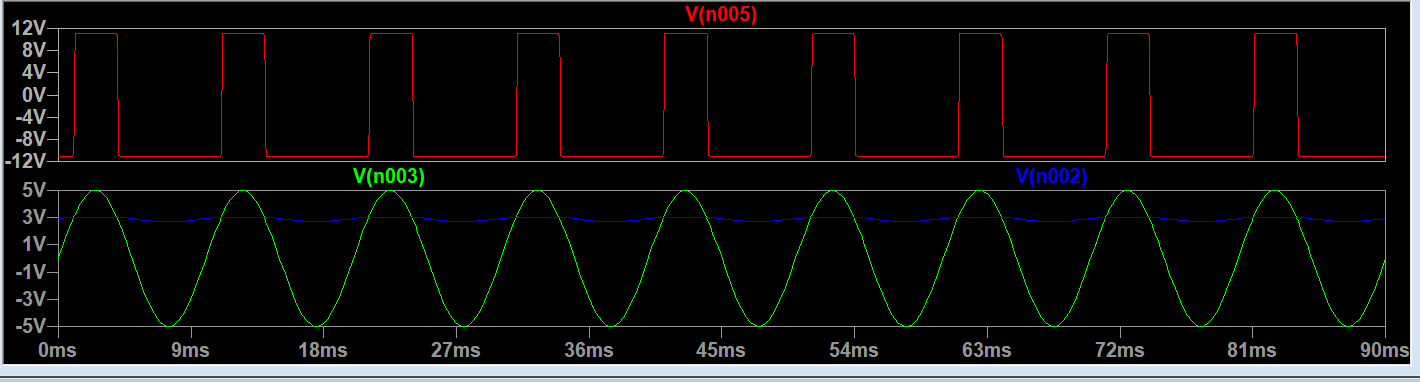 V(n005)
12V
8V
4V
0V
-4V
-8V
-12V
V(n003) V(n002)
5V
3V
1V
-1V
-3V
-5V
0ms 9ms 18ms 27ms 36ms 45ms 54ms 63ms 72ms 81ms 90ms